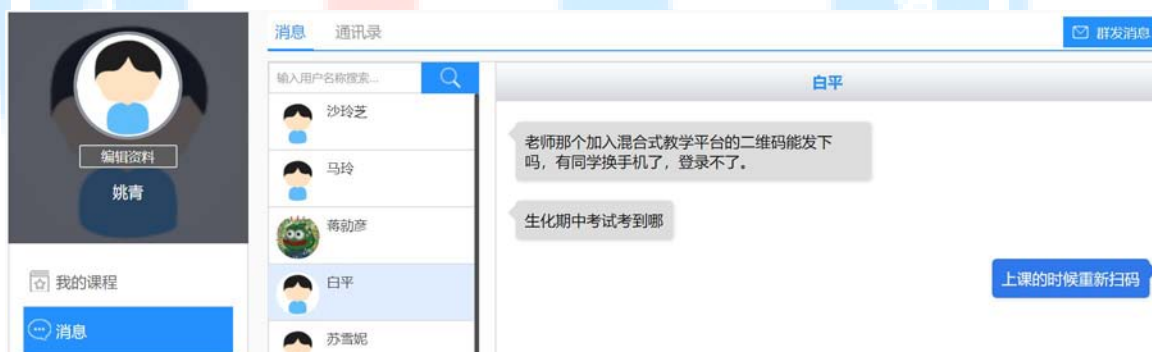 消息 通讯录
群发消息
输入用户名称搜索...
白平
沙玲芝
老师那个加入混合式教学平台的二维码能发下
吗，有同学换手机了，登录不了。
编辑资料
马玲
姚青
生化期中考试考到哪
蒋勍彦
上课的时候重新扫码
我的课程
白平
消息
苏雪妮